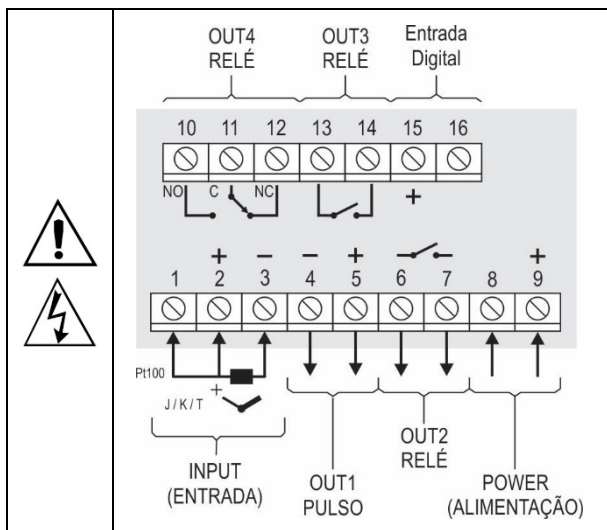 OUT4 OUT3 Entrada
RELÉ RELÉ Digital
10 11 12 13 14 15 16
NO C NC +
+ − − + +
1 2 3 4 5 6 7 8 9
Pt100
J / K / T +
INPUT
(ENTRADA)
OUT1
PULSO
OUT2
RELÉ
POWER
(ALIMENTAÇÃO)